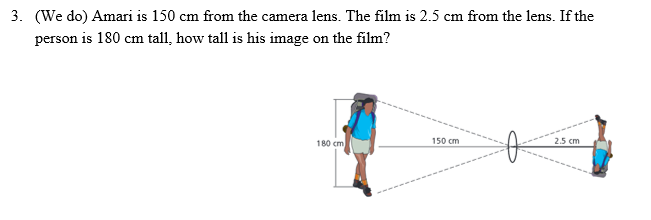 3. (We do) Amari is 150 cm from the camera lens. The film is 2.5 cm from the lens. If the
person is 180 cm tall, how tall is his image on the film?
180 cm
150 cm
2.5 cm